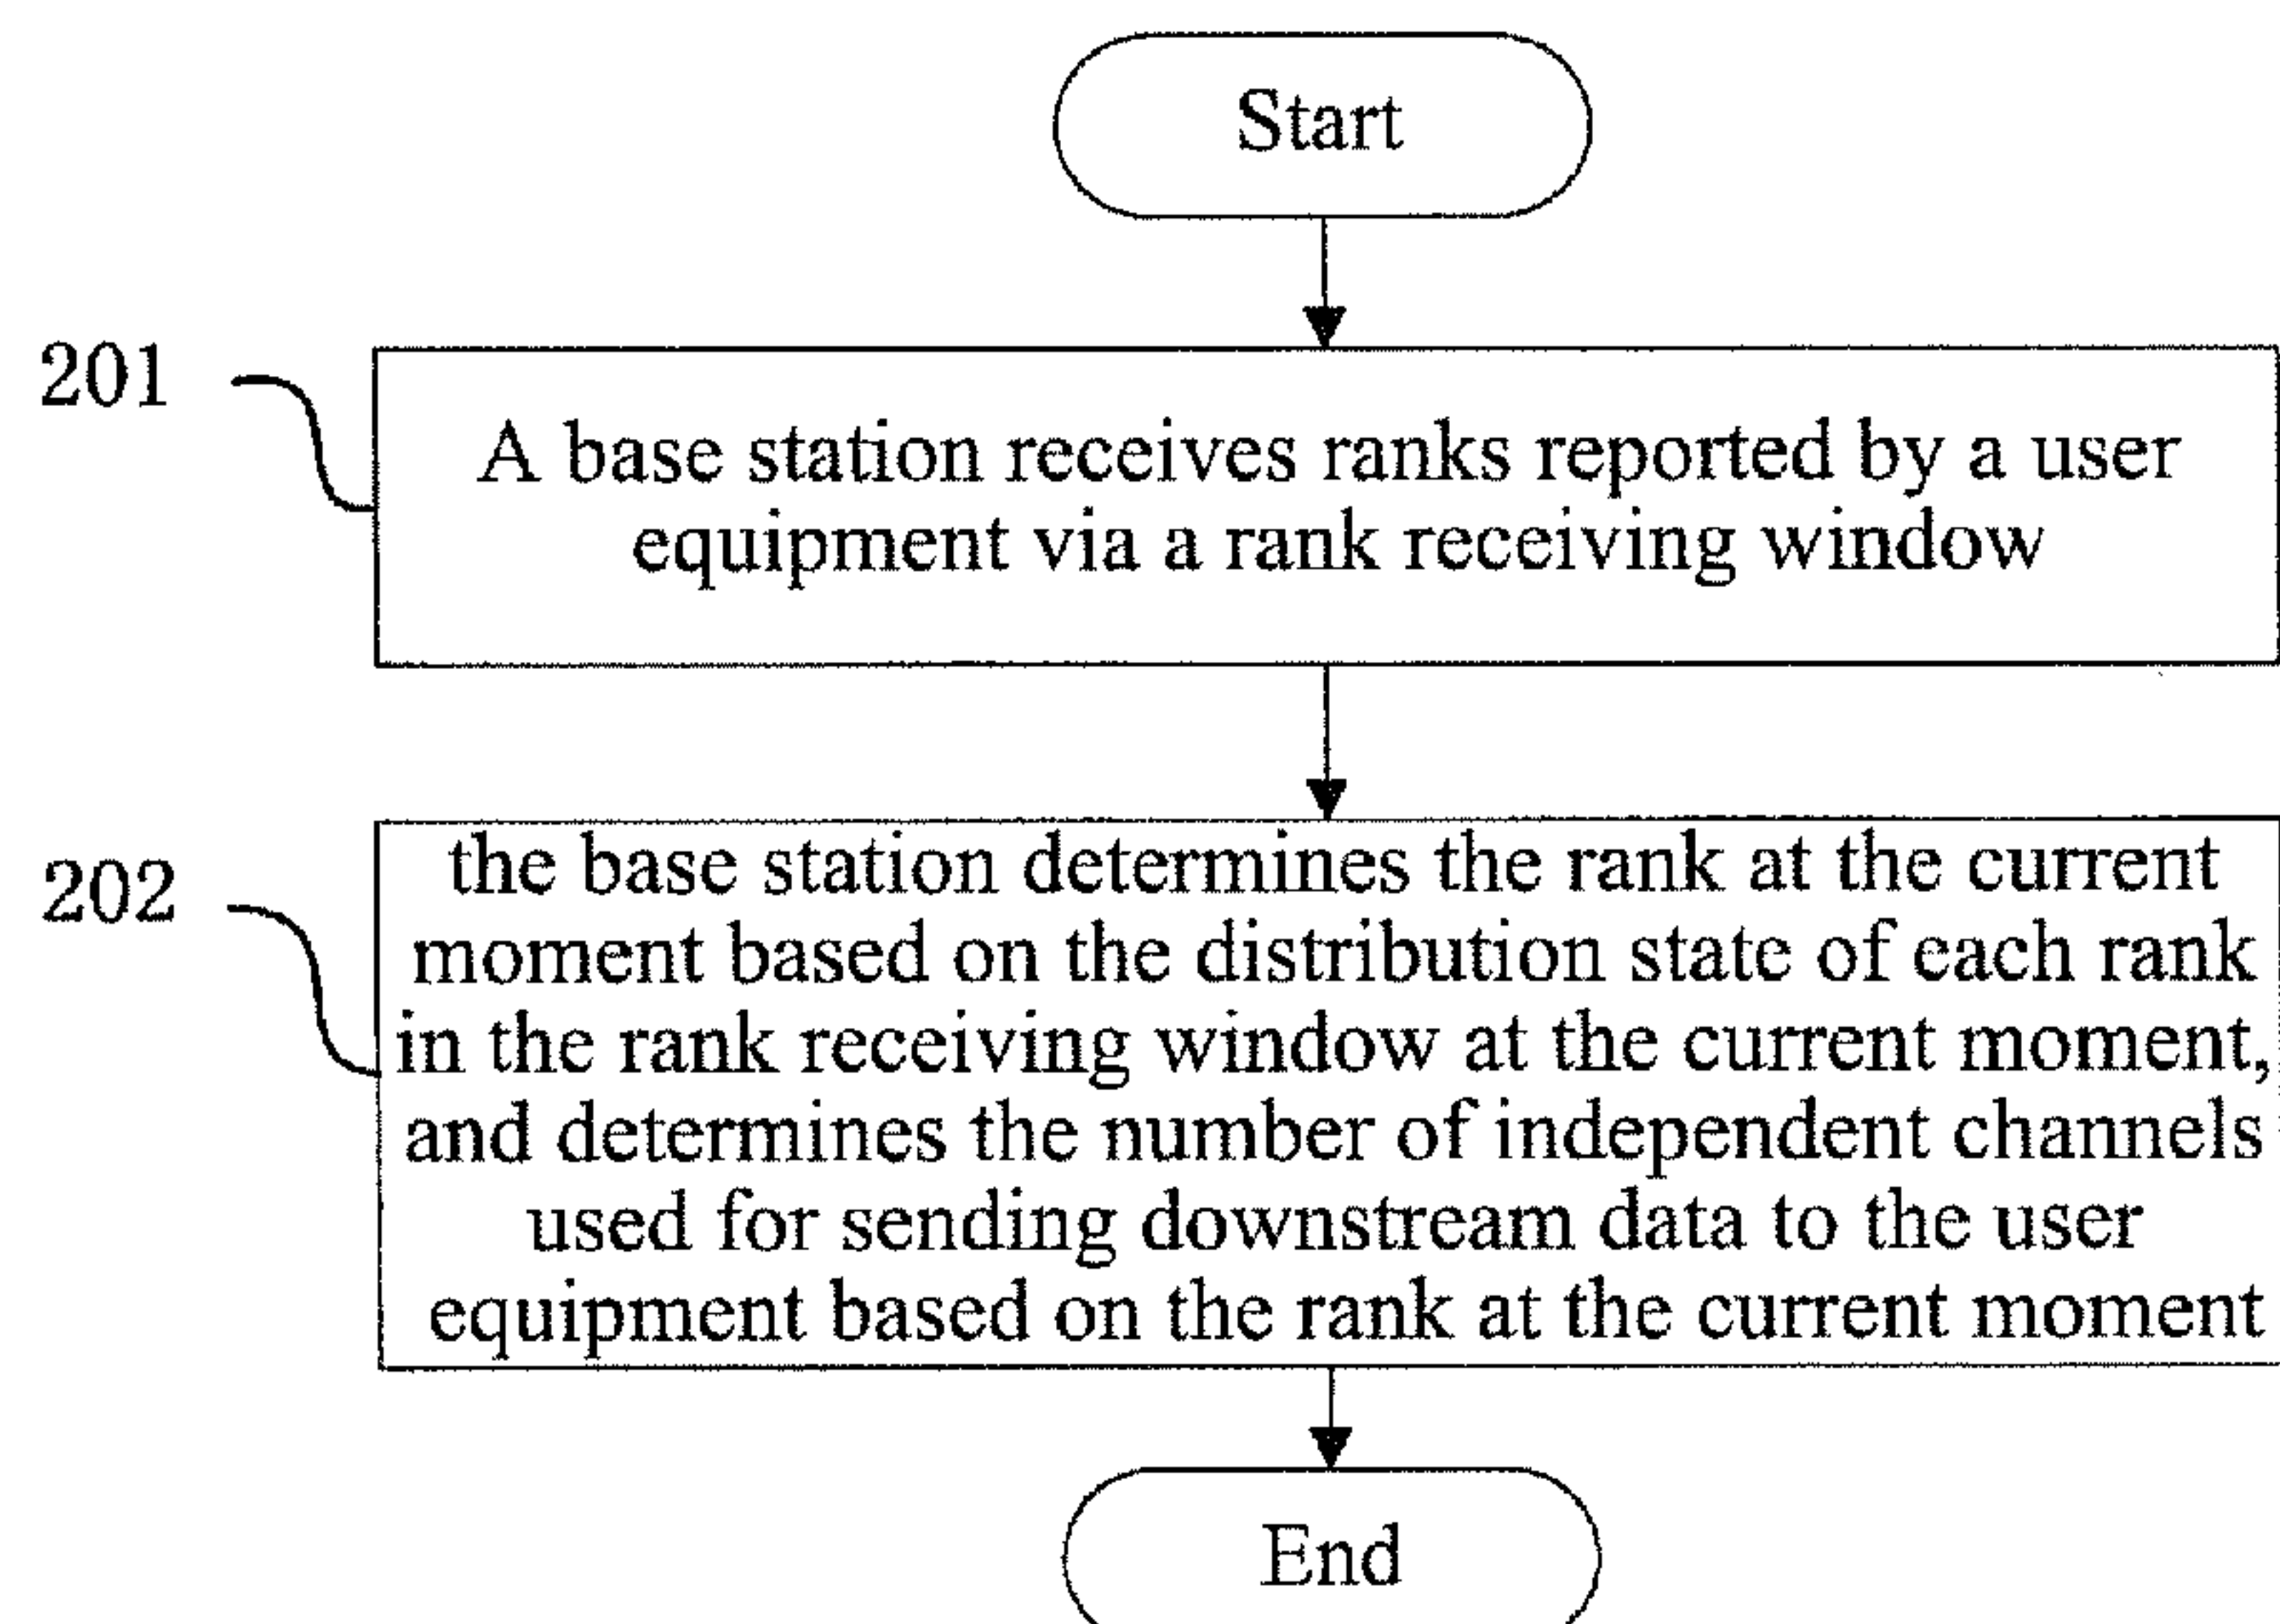 Start
201
A base station receives ranks reported by a user
equipment via a rank receiving window
202
the base station determines the rank at the current
moment based on the distribution state of each rank
in the rank receiving window at the current moment,
and determines the number of independent channels
used for sending downstream data to the user
equipment based on the rank at the current moment
End